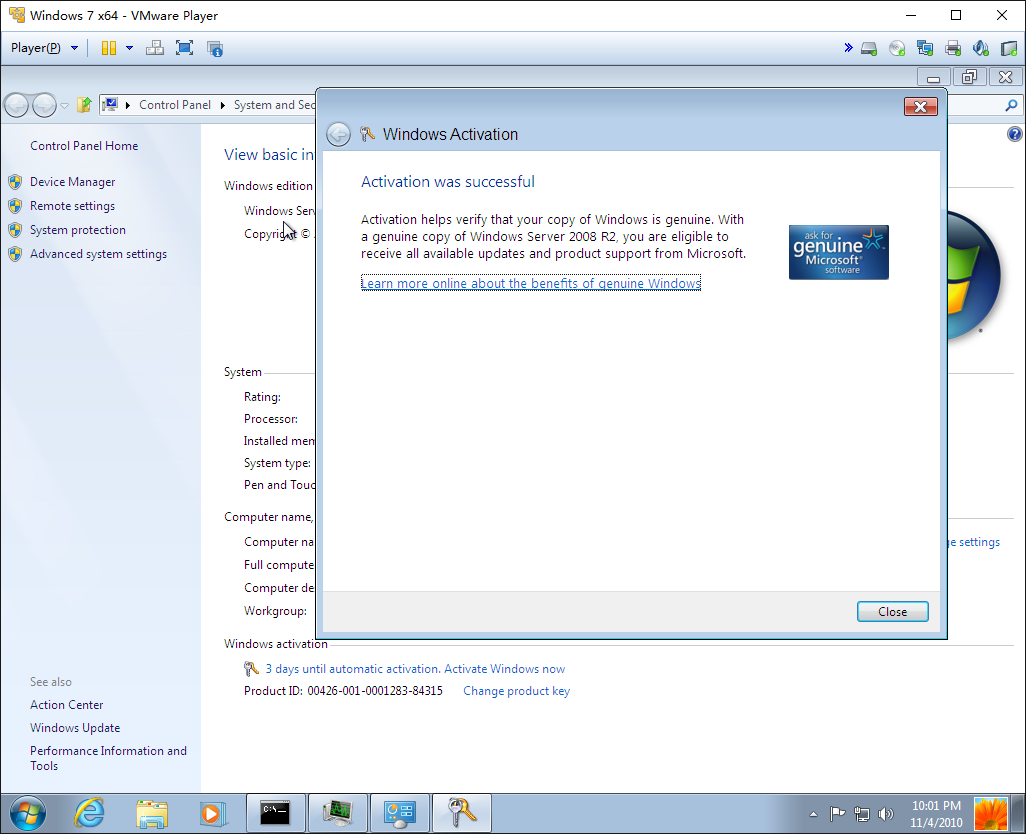 Windows 7 x64 - VMware Player
Player(P)
Control Panel
System and Sec
Windows Activation
Control Panel Home
Device Manager
Remote settings
System protection
Advanced system settings
View basic in
Windows edition
Windows Serv
Copyright ©
Activation was successful
Activation helps verify that your copy of Windows is genuine. With
a genuine copy of Windows Server 2008 R2, you are eligible to
receive all available updates and product support from Microsoft.
Learn more online about the benefits of genuine Windows
ask for
genuine
Microsoft®
software
System
Rating:
Processor:
Installed mem
System type:
Pen and Touc
Computer name,
Computer na
Full compute
Computer de
Workgroup:
ge settings
Close
Windows activation
3 days until automatic activation. Activate Windows now
Product ID: 00426-001-0001283-84315
Change product key
See also
Action Center
Windows Update
Performance Information and
Tools
C:\.
10:01 PM
11/4/2010